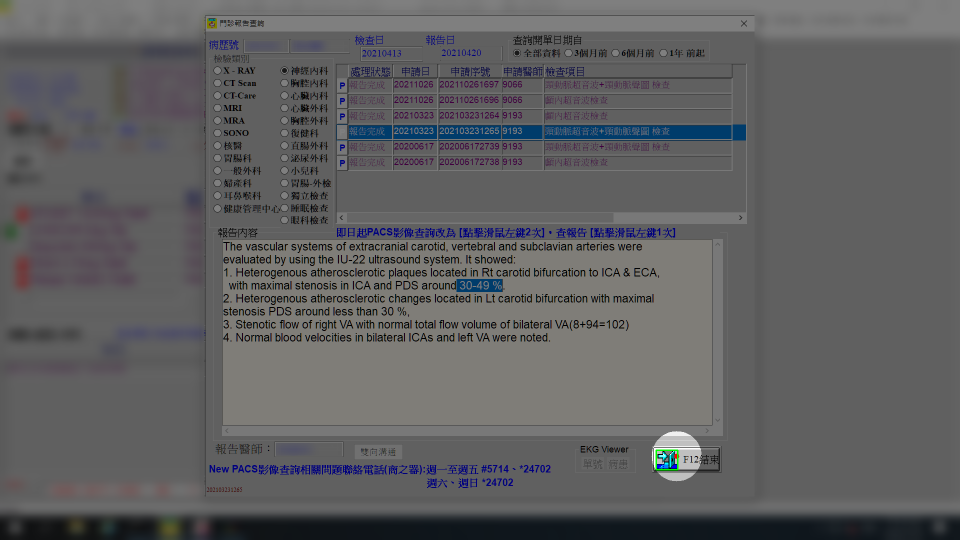 門診報告查詢
病歷號
檢查日 報告日
20210413 20210420
查詢開單日期自
全部資料 3個月前 6個月前 1年 前起
檢驗類別
X - RAY 神經內科
CT Scan 胸腔內科
CT-Care 心臟內科
MRI 心臟外科
MRA 胸腔外科
SONO 復健科
核醫 直腸外科
胃腸科 泌尿外科
一般外科 小兒科
婦產科 胃腸-外檢
耳鼻喉科 獨立檢查
健康管理中心 睡眠檢查
眼科檢查
處理狀態 申請日 申請序號 申請醫師 檢查項目
P 報告完成 20211026 202110261697 9066 頸動脈超音波+頸動脈聲圖 檢查
P 報告完成 20211026 202110261696 9066 顱內超音波檢查
P 報告完成 20210323 202103231264 9193 顱內超音波檢查
報告完成 20210323 202103231265 9193 頸動脈超音波+頸動脈聲圖 檢查
P 報告完成 20200617 202006172739 9193 頸動脈超音波+頸動脈聲圖 檢查
P 報告完成 20200617 202006172738 9193 顱內超音波檢查
報告內容 即日起PACS影像查詢改為 [點擊滑鼠左鍵2次]，查報告 [點擊滑鼠左鍵1次]
The vascular systems of extracranial carotid, vertebral and subclavian arteries were
evaluated by using the IU-22 ultrasound system. It showed:
1. Heterogenous atherosclerotic plaques located in Rt carotid bifurcation to ICA & ECA,
with maximal stenosis in ICA and PDS around 30-49 %,
2. Heterogenous atherosclerotic changes located in Lt carotid bifurcation with maximal
stenosis PDS around less than 30 %,
3. Stenotic flow of right VA with normal total flow volume of bilateral VA(8+94=102)
4. Normal blood velocities in bilateral ICAs and left VA were noted.
報告醫師：
雙向溝通
EKG Viewer
單號 病患
F12結束
New PACS影像查詢相關問題聯絡電話(商之器):週一至週五 #5714、*24702
週六、週日 *24702
202103231265